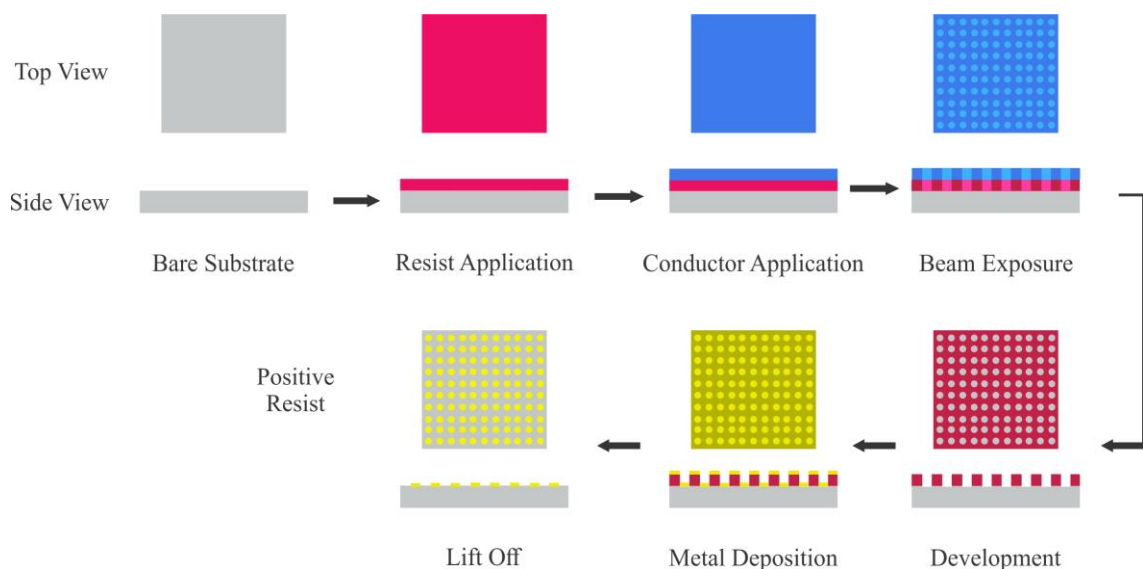 Top View
Side View
Bare Substrate
Resist Application
Conductor Application
Beam Exposure
Positive
Resist
Lift Off
Metal Deposition
Development